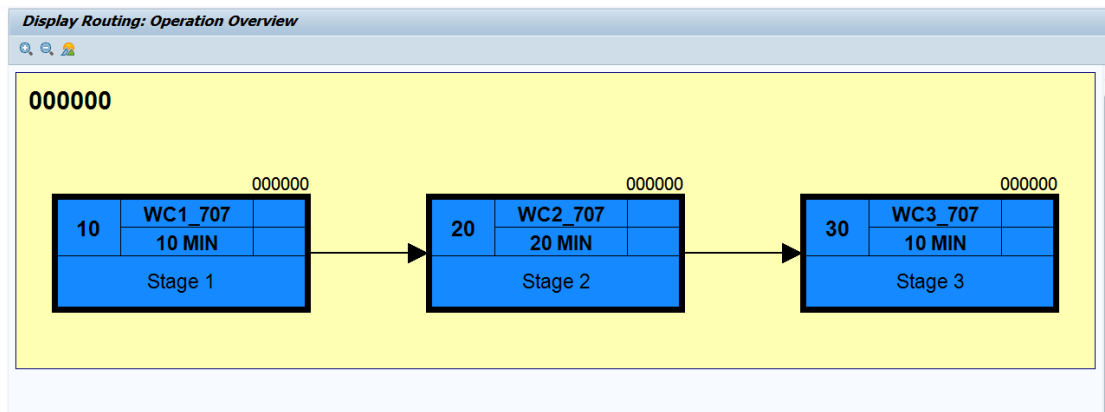 Display Routing: Operation Overview
000000
000000
10
WC1_707
10 MIN
Stage 1
000000
20
WC2_707
20 MIN
Stage 2
000000
30
WC3_707
10 MIN
Stage 3